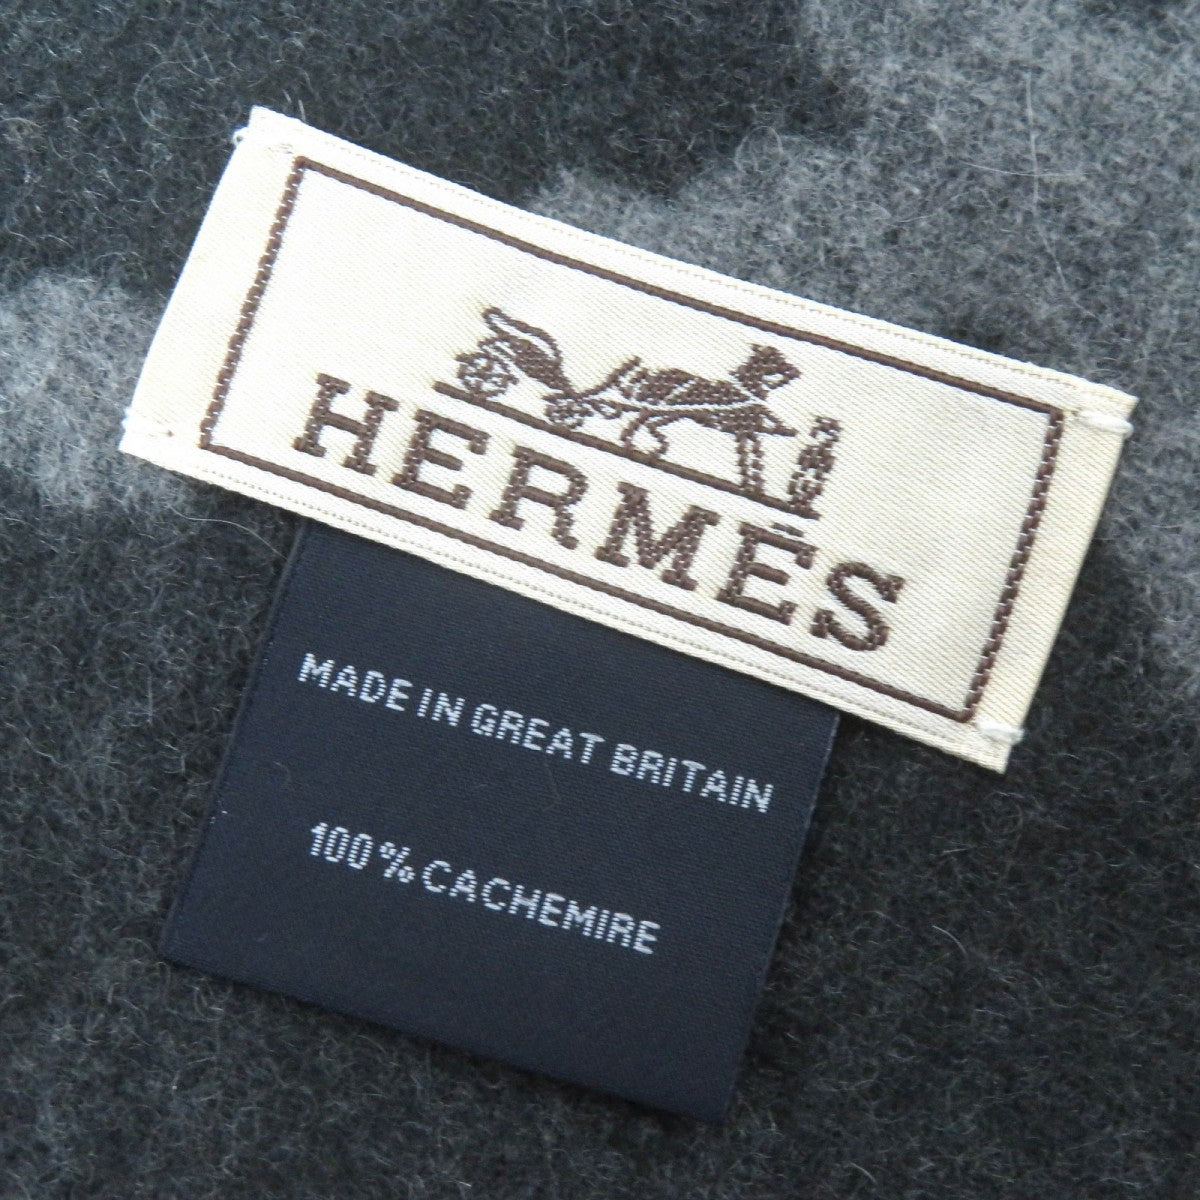 HERMÈS
MADE IN GREAT BRITAIN
100% CACHEMIRE